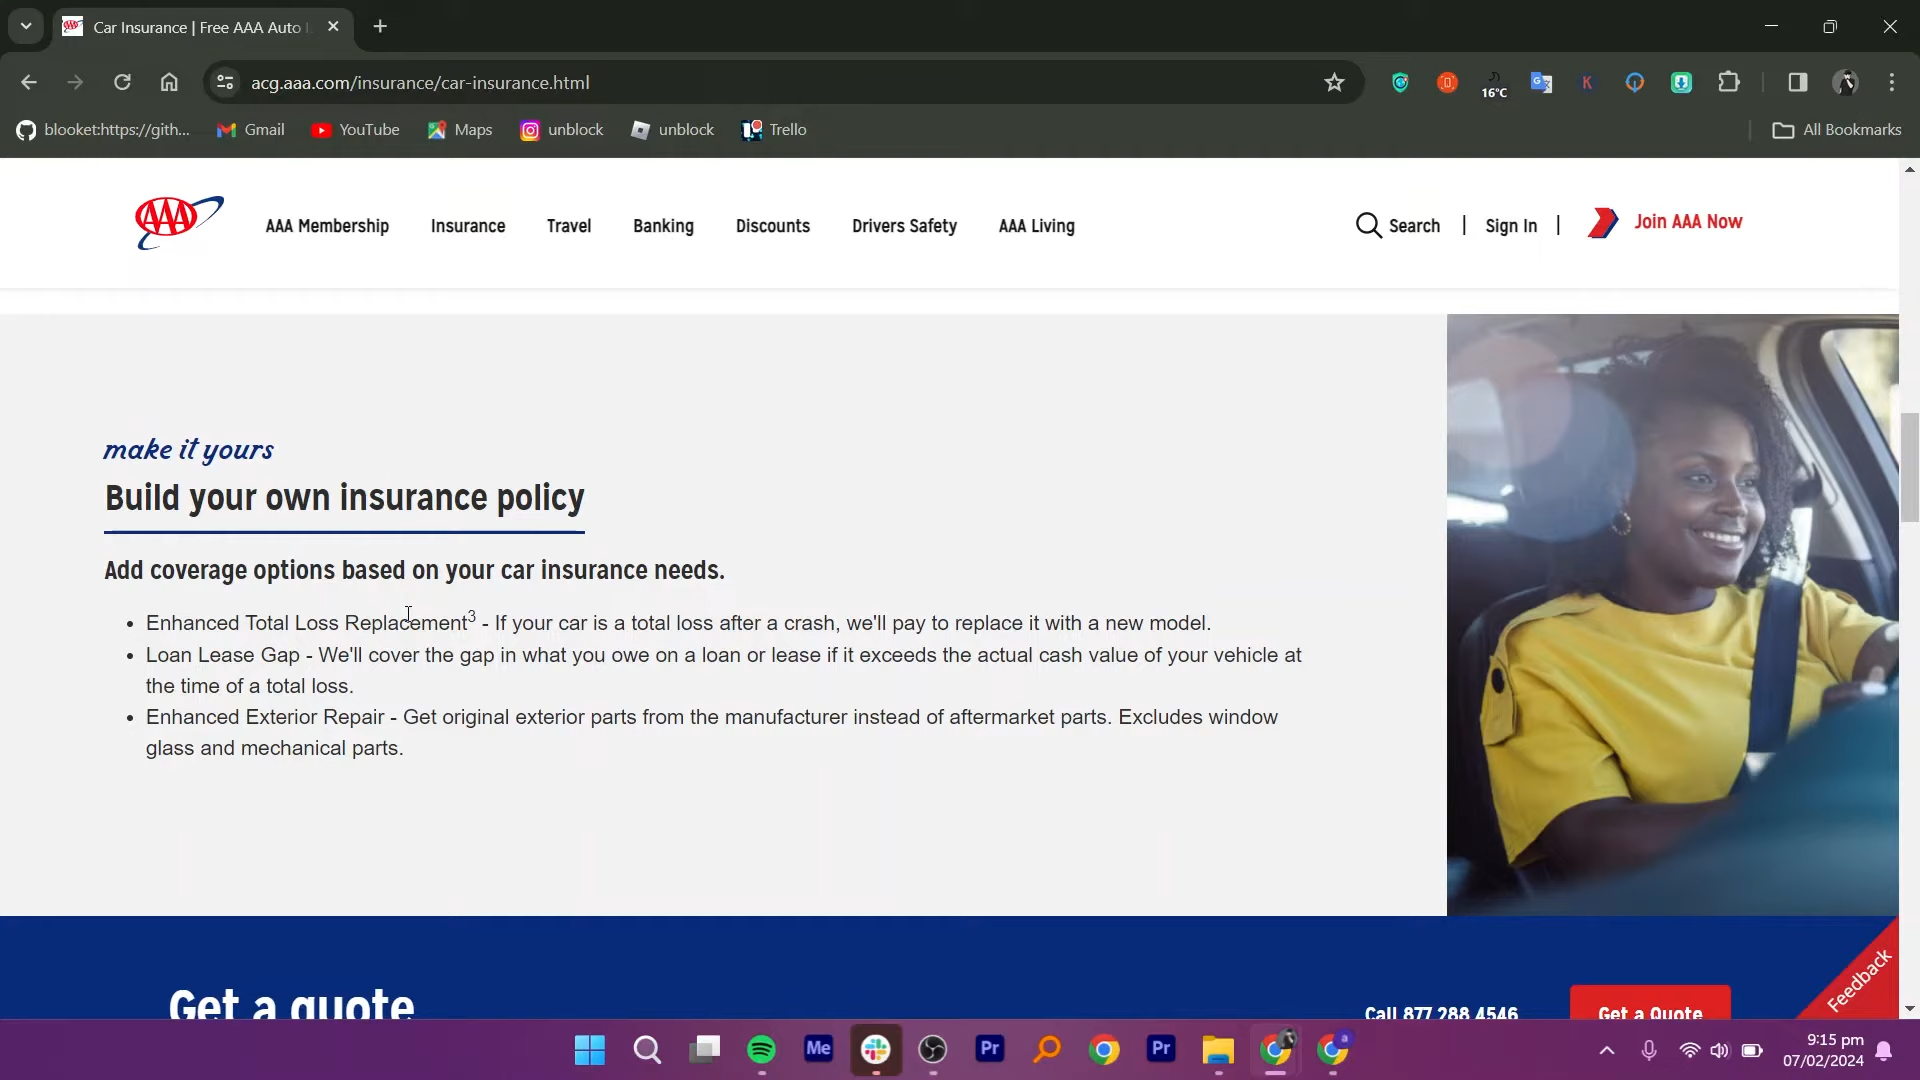 Car Insurance | Free AAA Auto I
acg.aaa.com/insurance/car-insurance.html
16°C
K
blooket:https://gith...
Gmail
YouTube
Maps
unblock
unblock
Trello
All Bookmarks
AAA
AAA Membership
Insurance
Travel
Banking
Discounts
Drivers Safety
AAA Living
Search
|
Sign In
|
Join AAA Now
make it yours
Build your own insurance policy
Add coverage options based on your car insurance needs.
• Enhanced Total Loss Replacement³ - If your car is a total loss after a crash, we'll pay to replace it with a new model.
• Loan Lease Gap - We'll cover the gap in what you owe on a loan or lease if it exceeds the actual cash value of your vehicle at
the time of a total loss.
• Enhanced Exterior Repair - Get original exterior parts from the manufacturer instead of aftermarket parts. Excludes window
glass and mechanical parts.
Feedback
Get a quote
Call 877.288.4546
Get a Quote
Me
Pr
Pr
a
9:15 pm
07/02/2024